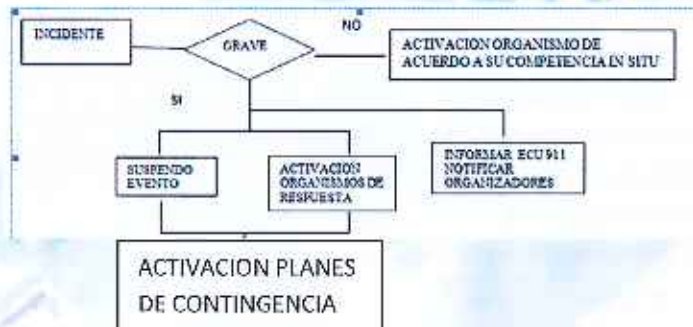 INCIDENTE
GRAVE
NO
ACTIVACION ORGANISMO DE
ACUERDO A SU COMPETENCIA IN SITU
SI
SUSPENDO
EVENTO
ACTIVACION
ORGANISMOS DE
RESPUESTA
INFORMAR ECU 911
NOTIFICAR
ORGANIZADORES
ACTIVACION PLANES
DE CONTINGENCIA